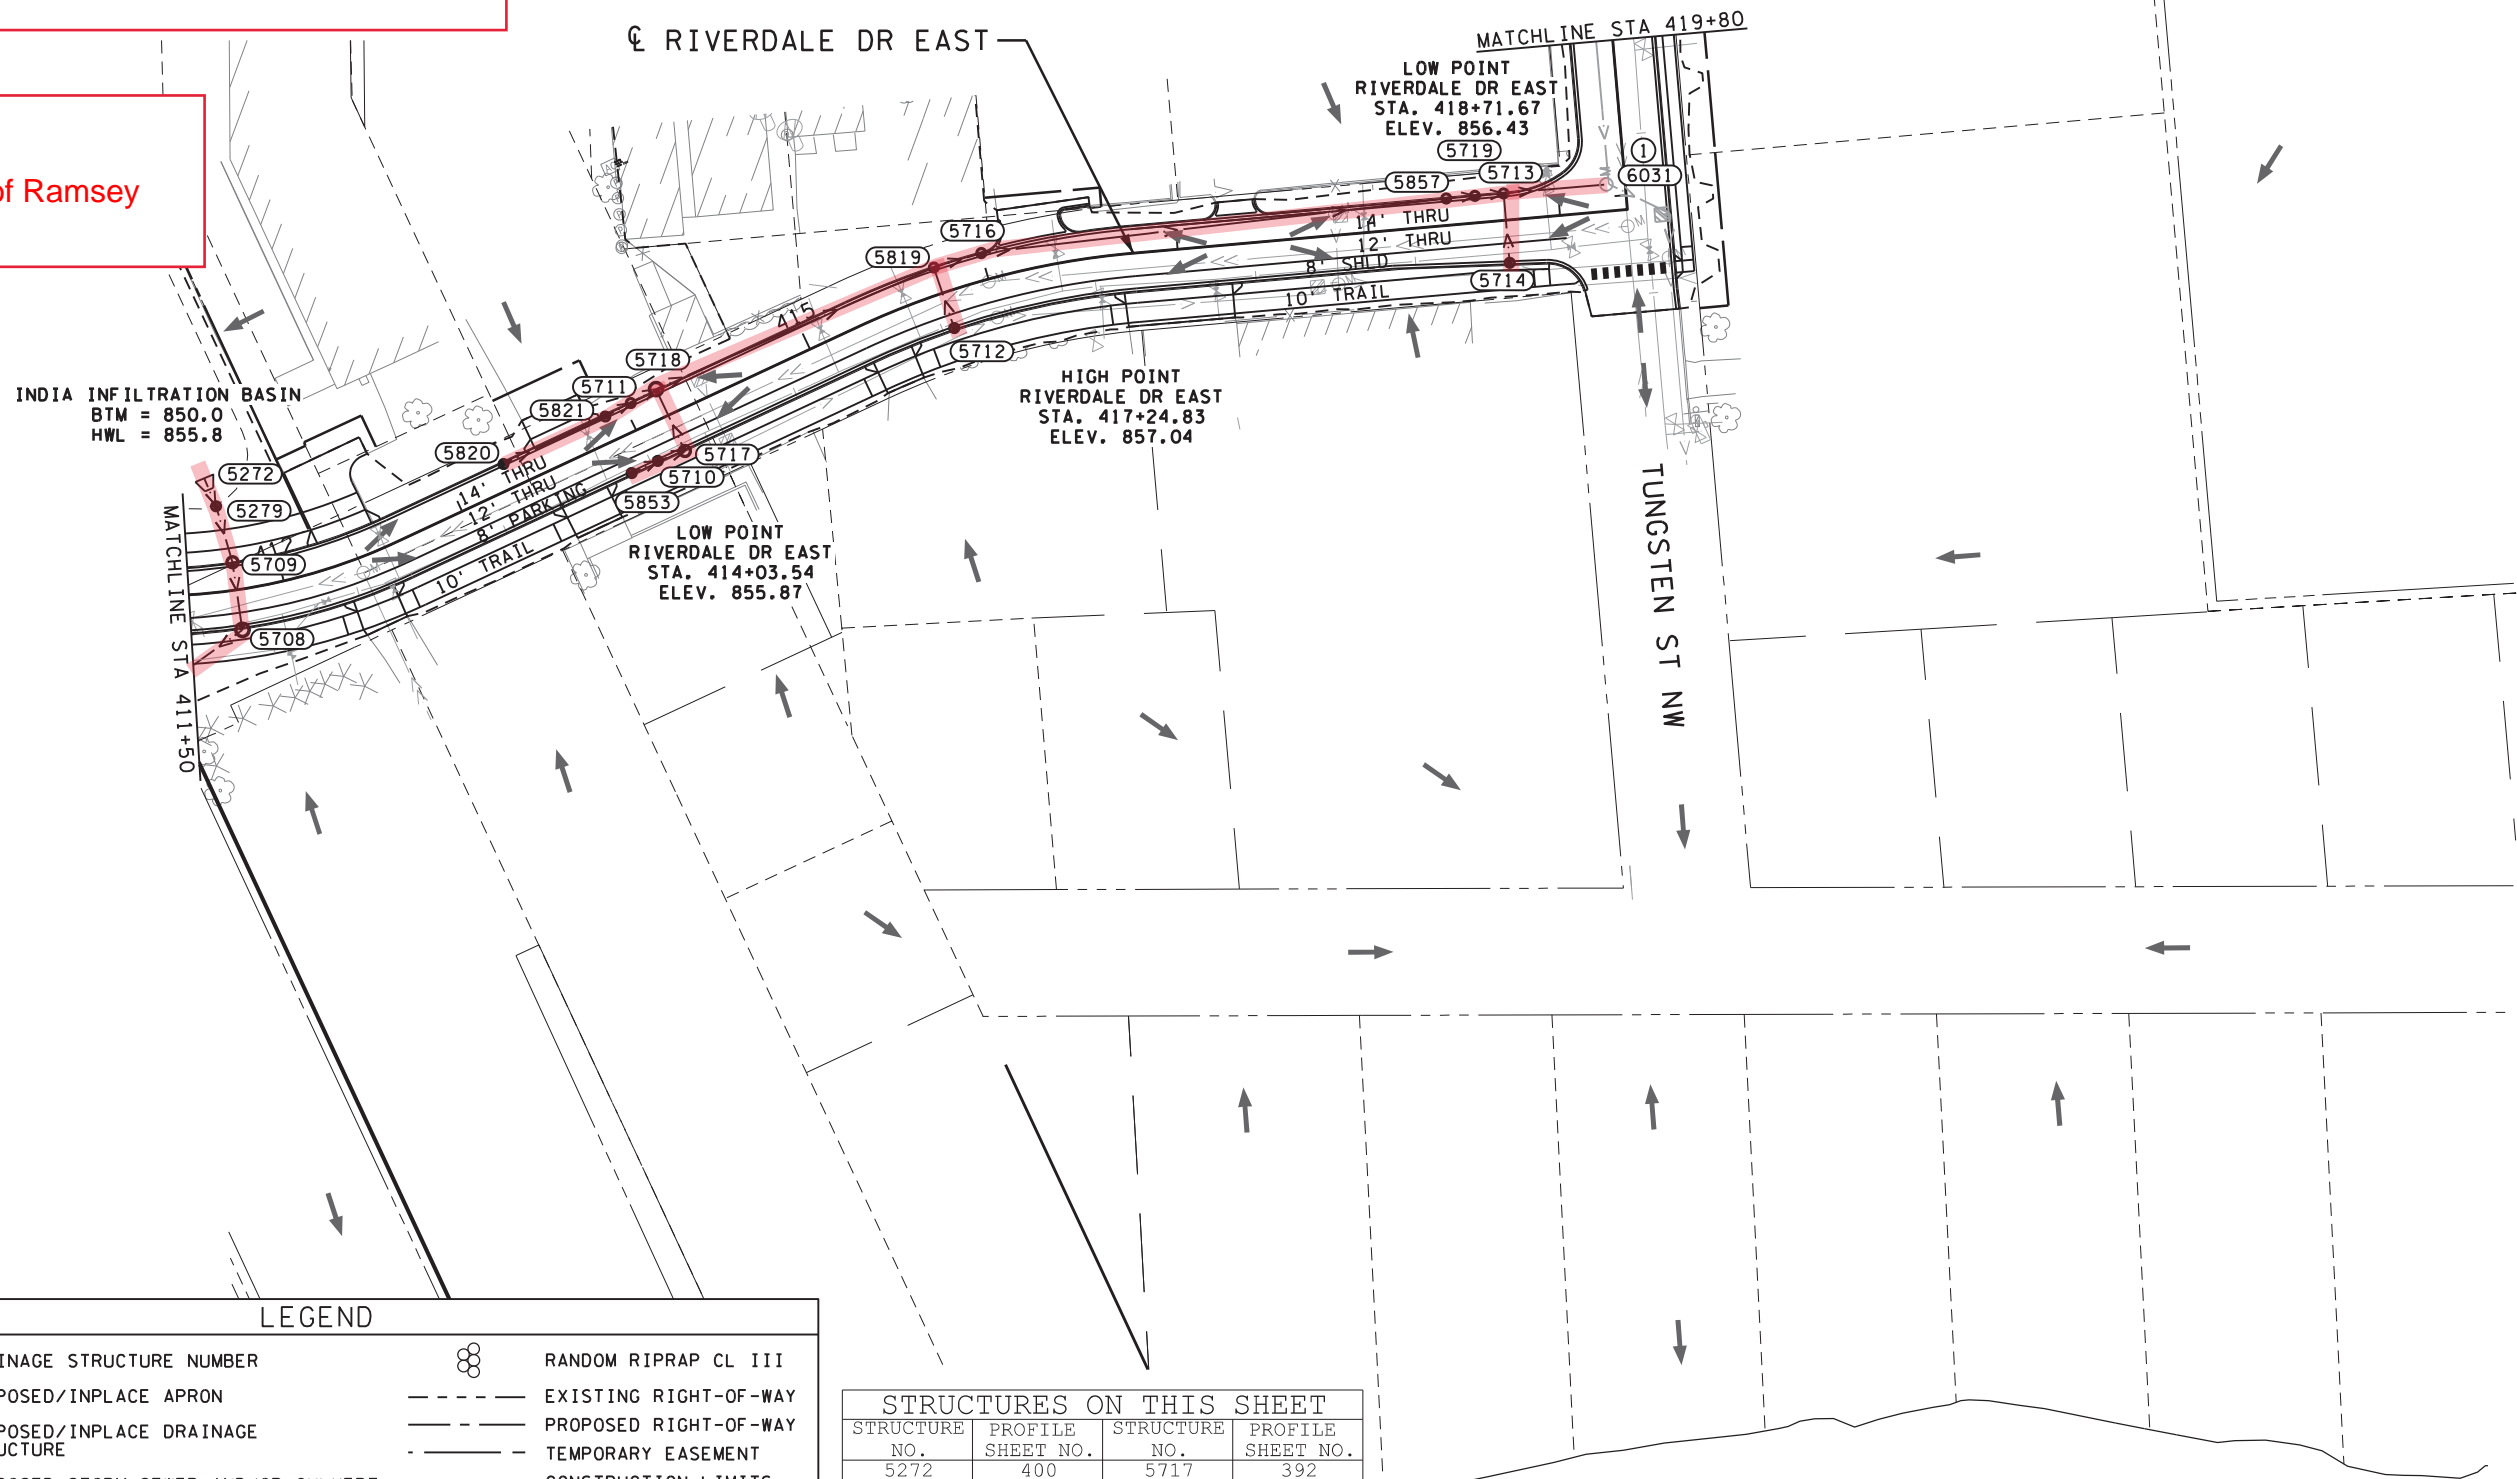 ℄ RIVERDALE DR EAST
MATCHLINE STA 419+80
LOW POINT
RIVERDALE DR EAST
STA. 418+71.67
ELEV. 856.43
5719
5713
5857
1
6031
of Ramsey
5716
5819
14' THRU
12' THRU
8' SHLD
10' TRAIL
5714
415
5712
5718
5711
5821
5820
HIGH POINT
RIVERDALE DR EAST
STA. 417+24.83
ELEV. 857.04
INDIA INFILTRATION BASIN
BTM = 850.0
HWL = 855.8
5272
5279
5717
5710
5853
14' THRU
12' THRU
8' PARKING
10' TRAIL
LOW POINT
RIVERDALE DR EAST
STA. 414+03.54
ELEV. 855.87
412
5709
5708
MATCHLINE STA 411+50
TUNGSTEN ST NW
LEGEND
INAGE STRUCTURE NUMBER
RANDOM RIPRAP CL III
POSED/INPLACE APRON
EXISTING RIGHT-OF-WAY
POSED/INPLACE DRAINAGE
UCTURE
PROPOSED RIGHT-OF-WAY
TEMPORARY EASEMENT
CONSTRUCTION LIMITS
STRUCTURES ON THIS SHEET
STRUCTURE NO. PROFILE SHEET NO. STRUCTURE NO. PROFILE SHEET NO.
5272 400 5717 392